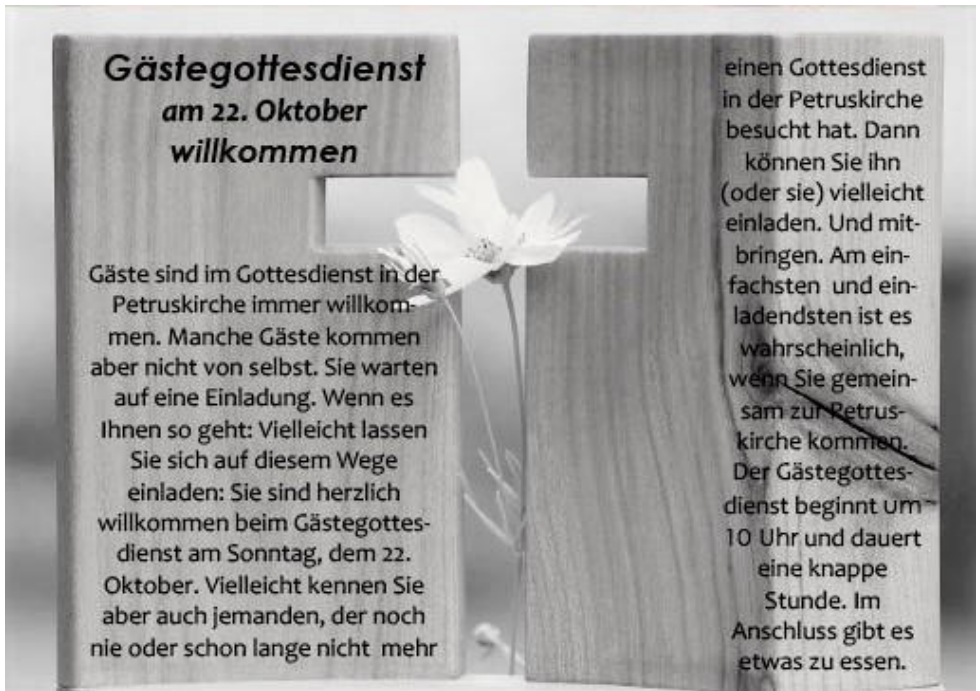 Gästegottesdienst
am 22. Oktober
willkommen
Gäste sind im Gottesdienst in der
Petruskirche immer willkom-
men. Manche Gäste kommen
aber nicht von selbst. Sie warten
auf eine Einladung. Wenn es
Ihnen so geht: Vielleicht lassen
Sie sich auf diesem Wege
einladen: Sie sind herzlich
willkommen beim Gästegottes-
dienst am Sonntag, dem 22.
Oktober. Vielleicht kennen Sie
aber auch jemanden, der noch
nie oder schon lange nicht mehr
einen Gottesdienst
in der Petruskirche
besucht hat. Dann
können Sie ihn
(oder sie) vielleicht
einladen. Und mit-
bringen. Am ein-
fachsten und ein-
ladendsten ist es
wahrscheinlich,
wenn Sie gemein-
sam zur Petrus-
kirche kommen.
Der Gästegottes-
dienst beginnt um
10 Uhr und dauert
eine knappe
Stunde. Im
Anschluss gibt es
etwas zu essen.